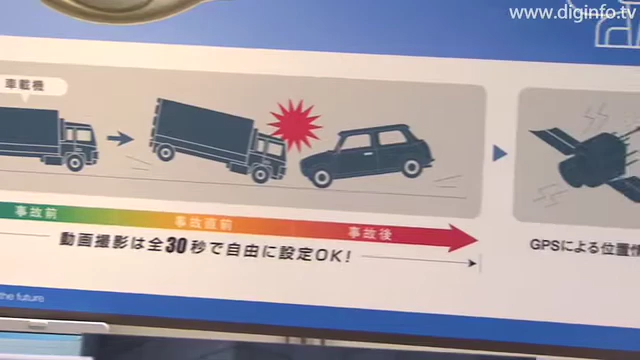 www.diginfo.tv
車載機
事故前
事故直前
事故後
動画撮影は全30秒で自由に設定OK!
GPSによる位置情
the future